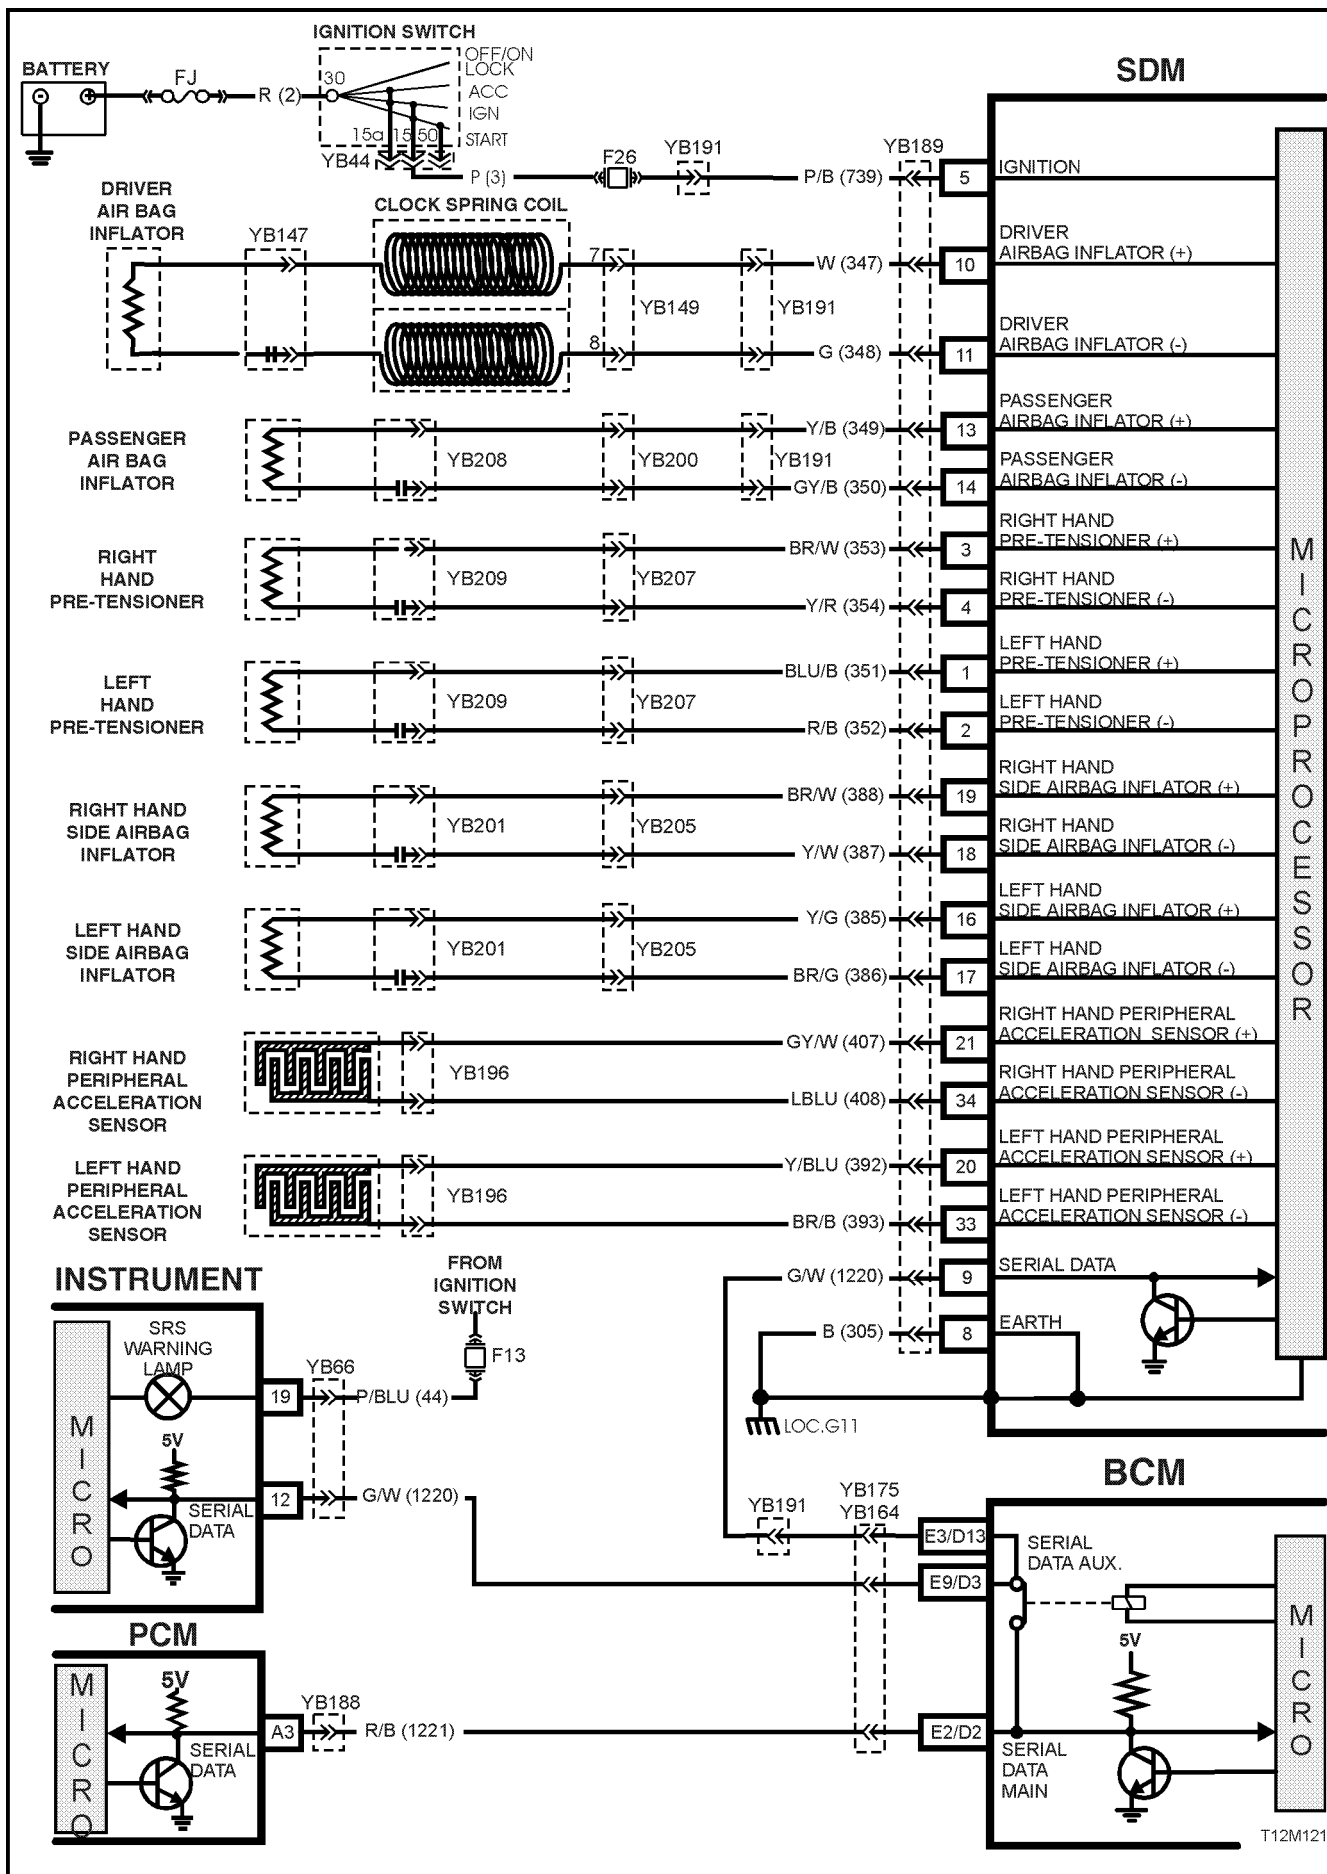 IGNITION SWITCH
BATTERY
FJ
R (2)
30
OFF/ON
LOCK
ACC
IGN
START
15a 15 50
YB44
P (3)
F26
YB191
P/B (739)
YB189
SDM
5
IGNITION
DRIVER
AIR BAG
INFLATOR
YB147
CLOCK SPRING COIL
7
8
YB149
YB191
W (347)
10
DRIVER
AIRBAG INFLATOR (+)
G (348)
11
DRIVER
AIRBAG INFLATOR (-)
PASSENGER
AIR BAG
INFLATOR
YB208
YB200
YB191
Y/B (349)
13
PASSENGER
AIRBAG INFLATOR (+)
GY/B (350)
14
PASSENGER
AIRBAG INFLATOR (-)
RIGHT
HAND
PRE-TENSIONER
YB209
YB207
BR/W (353)
3
RIGHT HAND
PRE-TENSIONER (+)
Y/R (354)
4
RIGHT HAND
PRE-TENSIONER (-)
LEFT
HAND
PRE-TENSIONER
YB209
YB207
BLU/B (351)
1
LEFT HAND
PRE-TENSIONER (+)
R/B (352)
2
LEFT HAND
PRE-TENSIONER (-)
RIGHT HAND
SIDE AIRBAG
INFLATOR
YB201
YB205
BR/W (388)
19
RIGHT HAND
SIDE AIRBAG INFLATOR (+)
Y/W (387)
18
RIGHT HAND
SIDE AIRBAG INFLATOR (-)
LEFT HAND
SIDE AIRBAG
INFLATOR
YB201
YB205
Y/G (385)
16
LEFT HAND
SIDE AIRBAG INFLATOR (+)
BR/G (386)
17
LEFT HAND
SIDE AIRBAG INFLATOR (-)
RIGHT HAND
PERIPHERAL
ACCELERATION
SENSOR
YB196
GY/W (407)
21
RIGHT HAND PERIPHERAL
ACCELERATION SENSOR (+)
LBLU (408)
34
RIGHT HAND PERIPHERAL
ACCELERATION SENSOR (-)
LEFT HAND
PERIPHERAL
ACCELERATION
SENSOR
YB196
Y/BLU (392)
20
LEFT HAND PERIPHERAL
ACCELERATION SENSOR (+)
BR/B (393)
33
LEFT HAND PERIPHERAL
ACCELERATION SENSOR (-)
G/W (1220)
9
SERIAL DATA
B (305)
8
EARTH
MICROPROCESSOR
LOC.G11
INSTRUMENT
FROM
IGNITION
SWITCH
F13
SRS
WARNING
LAMP
YB66
19
P/BLU (44)
MICRO
5V
12
G/W (1220)
SERIAL
DATA
BCM
YB191
YB175
YB164
E3/D13
SERIAL
DATA AUX.
E9/D3
5V
MICRO
E2/D2
SERIAL
DATA
MAIN
PCM
MICRO
5V
SERIAL
DATA
A3
YB188
R/B (1221)
T12M121